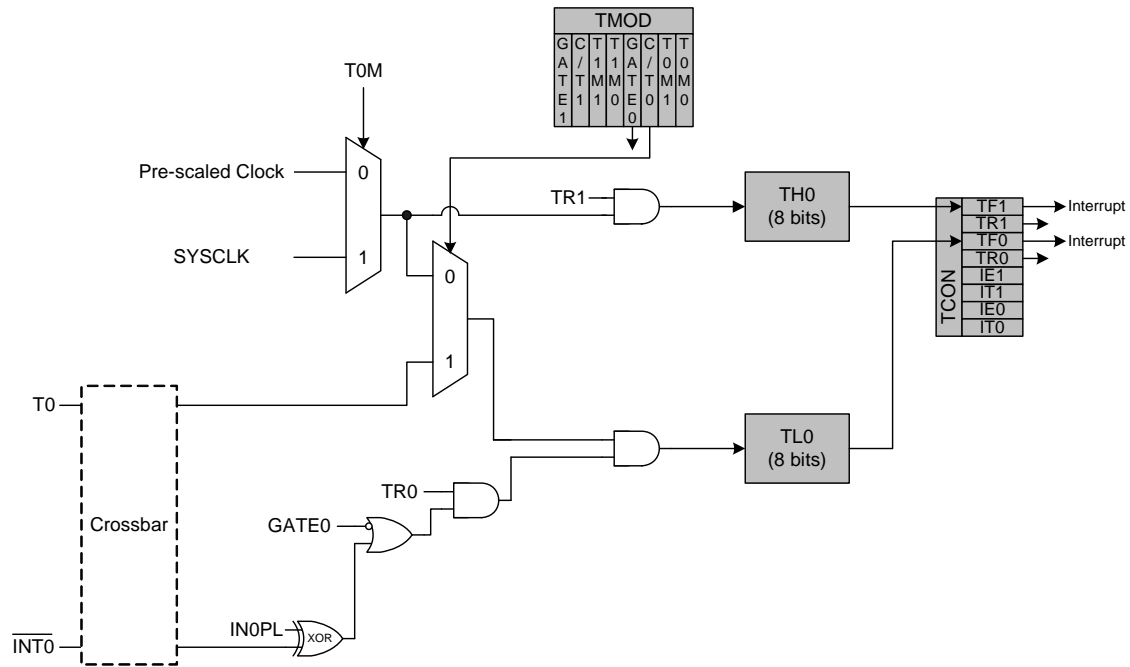 TMOD
GATE1
C/T1
T1M1
T1M0
GATE0
C/T0
T0M1
T0M0
T0M
Pre-scaled Clock
0
SYSCLK
1
TR1
TH0
(8 bits)
TCON
TF1
Interrupt
TR1
TF0
Interrupt
TR0
IE1
IT1
IE0
IT0
0
1
T0
Crossbar
TL0
(8 bits)
TR0
GATE0
IN0PL
XOR
INT0